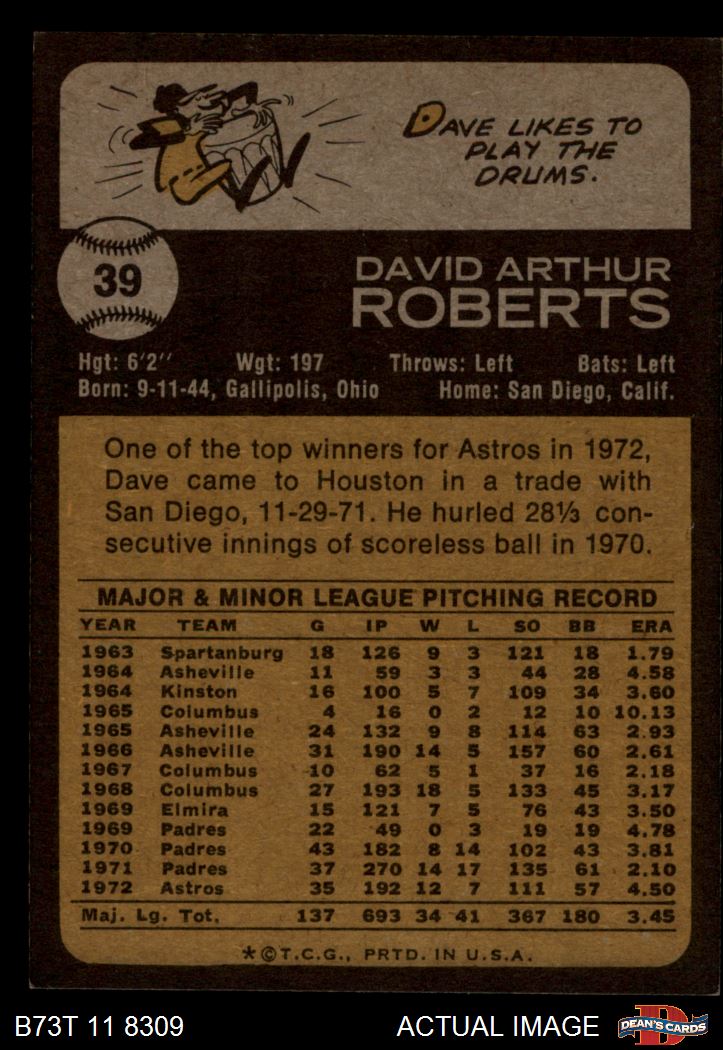 DAVE LIKES TO
PLAY THE
DRUMS.
39
DAVID ARTHUR
ROBERTS
Hgt: 6'2" Wgt: 197 Throws: Left Bats: Left
Born: 9-11-44, Gallipolis, Ohio Home: San Diego, Calif.
One of the top winners for Astros in 1972,
Dave came to Houston in a trade with
San Diego, 11-29-71. He hurled 28⅓ con-
secutive innings of scoreless ball in 1970.
MAJOR & MINOR LEAGUE PITCHING RECORD
YEAR TEAM G IP W L SO BB ERA
1963 Spartanburg 18 126 9 3 121 18 1.79
1964 Asheville 11 59 3 3 44 28 4.58
1964 Kinston 16 100 5 7 109 34 3.60
1965 Columbus 4 16 0 2 12 10 10.13
1965 Asheville 24 132 9 8 114 63 2.93
1966 Asheville 31 190 14 5 157 60 2.61
1967 Columbus 10 62 5 1 37 16 2.18
1968 Columbus 27 193 18 5 133 45 3.17
1969 Elmira 15 121 7 5 76 43 3.50
1969 Padres 22 49 0 3 19 19 4.78
1970 Padres 43 182 8 14 102 43 3.81
1971 Padres 37 270 14 17 135 61 2.10
1972 Astros 35 192 12 7 111 57 4.50
Maj. Lg. Tot. 137 693 34 41 367 180 3.45
*©T.C.G., PRTD. IN U.S.A.
B73T 11 8309 ACTUAL IMAGE DEAN'S CARDS